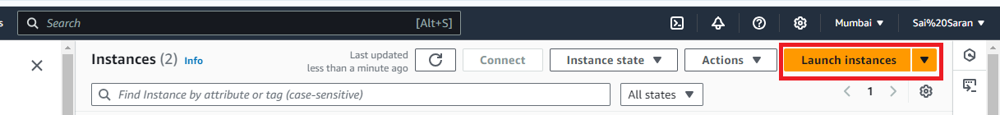 s
Search [Alt+S] Mumbai Sai%20Saran
Instances (2) Info
Last updated
less than a minute ago
Connect Instance state Actions Launch instances
Find Instance by attribute or tag (case-sensitive) All states 1